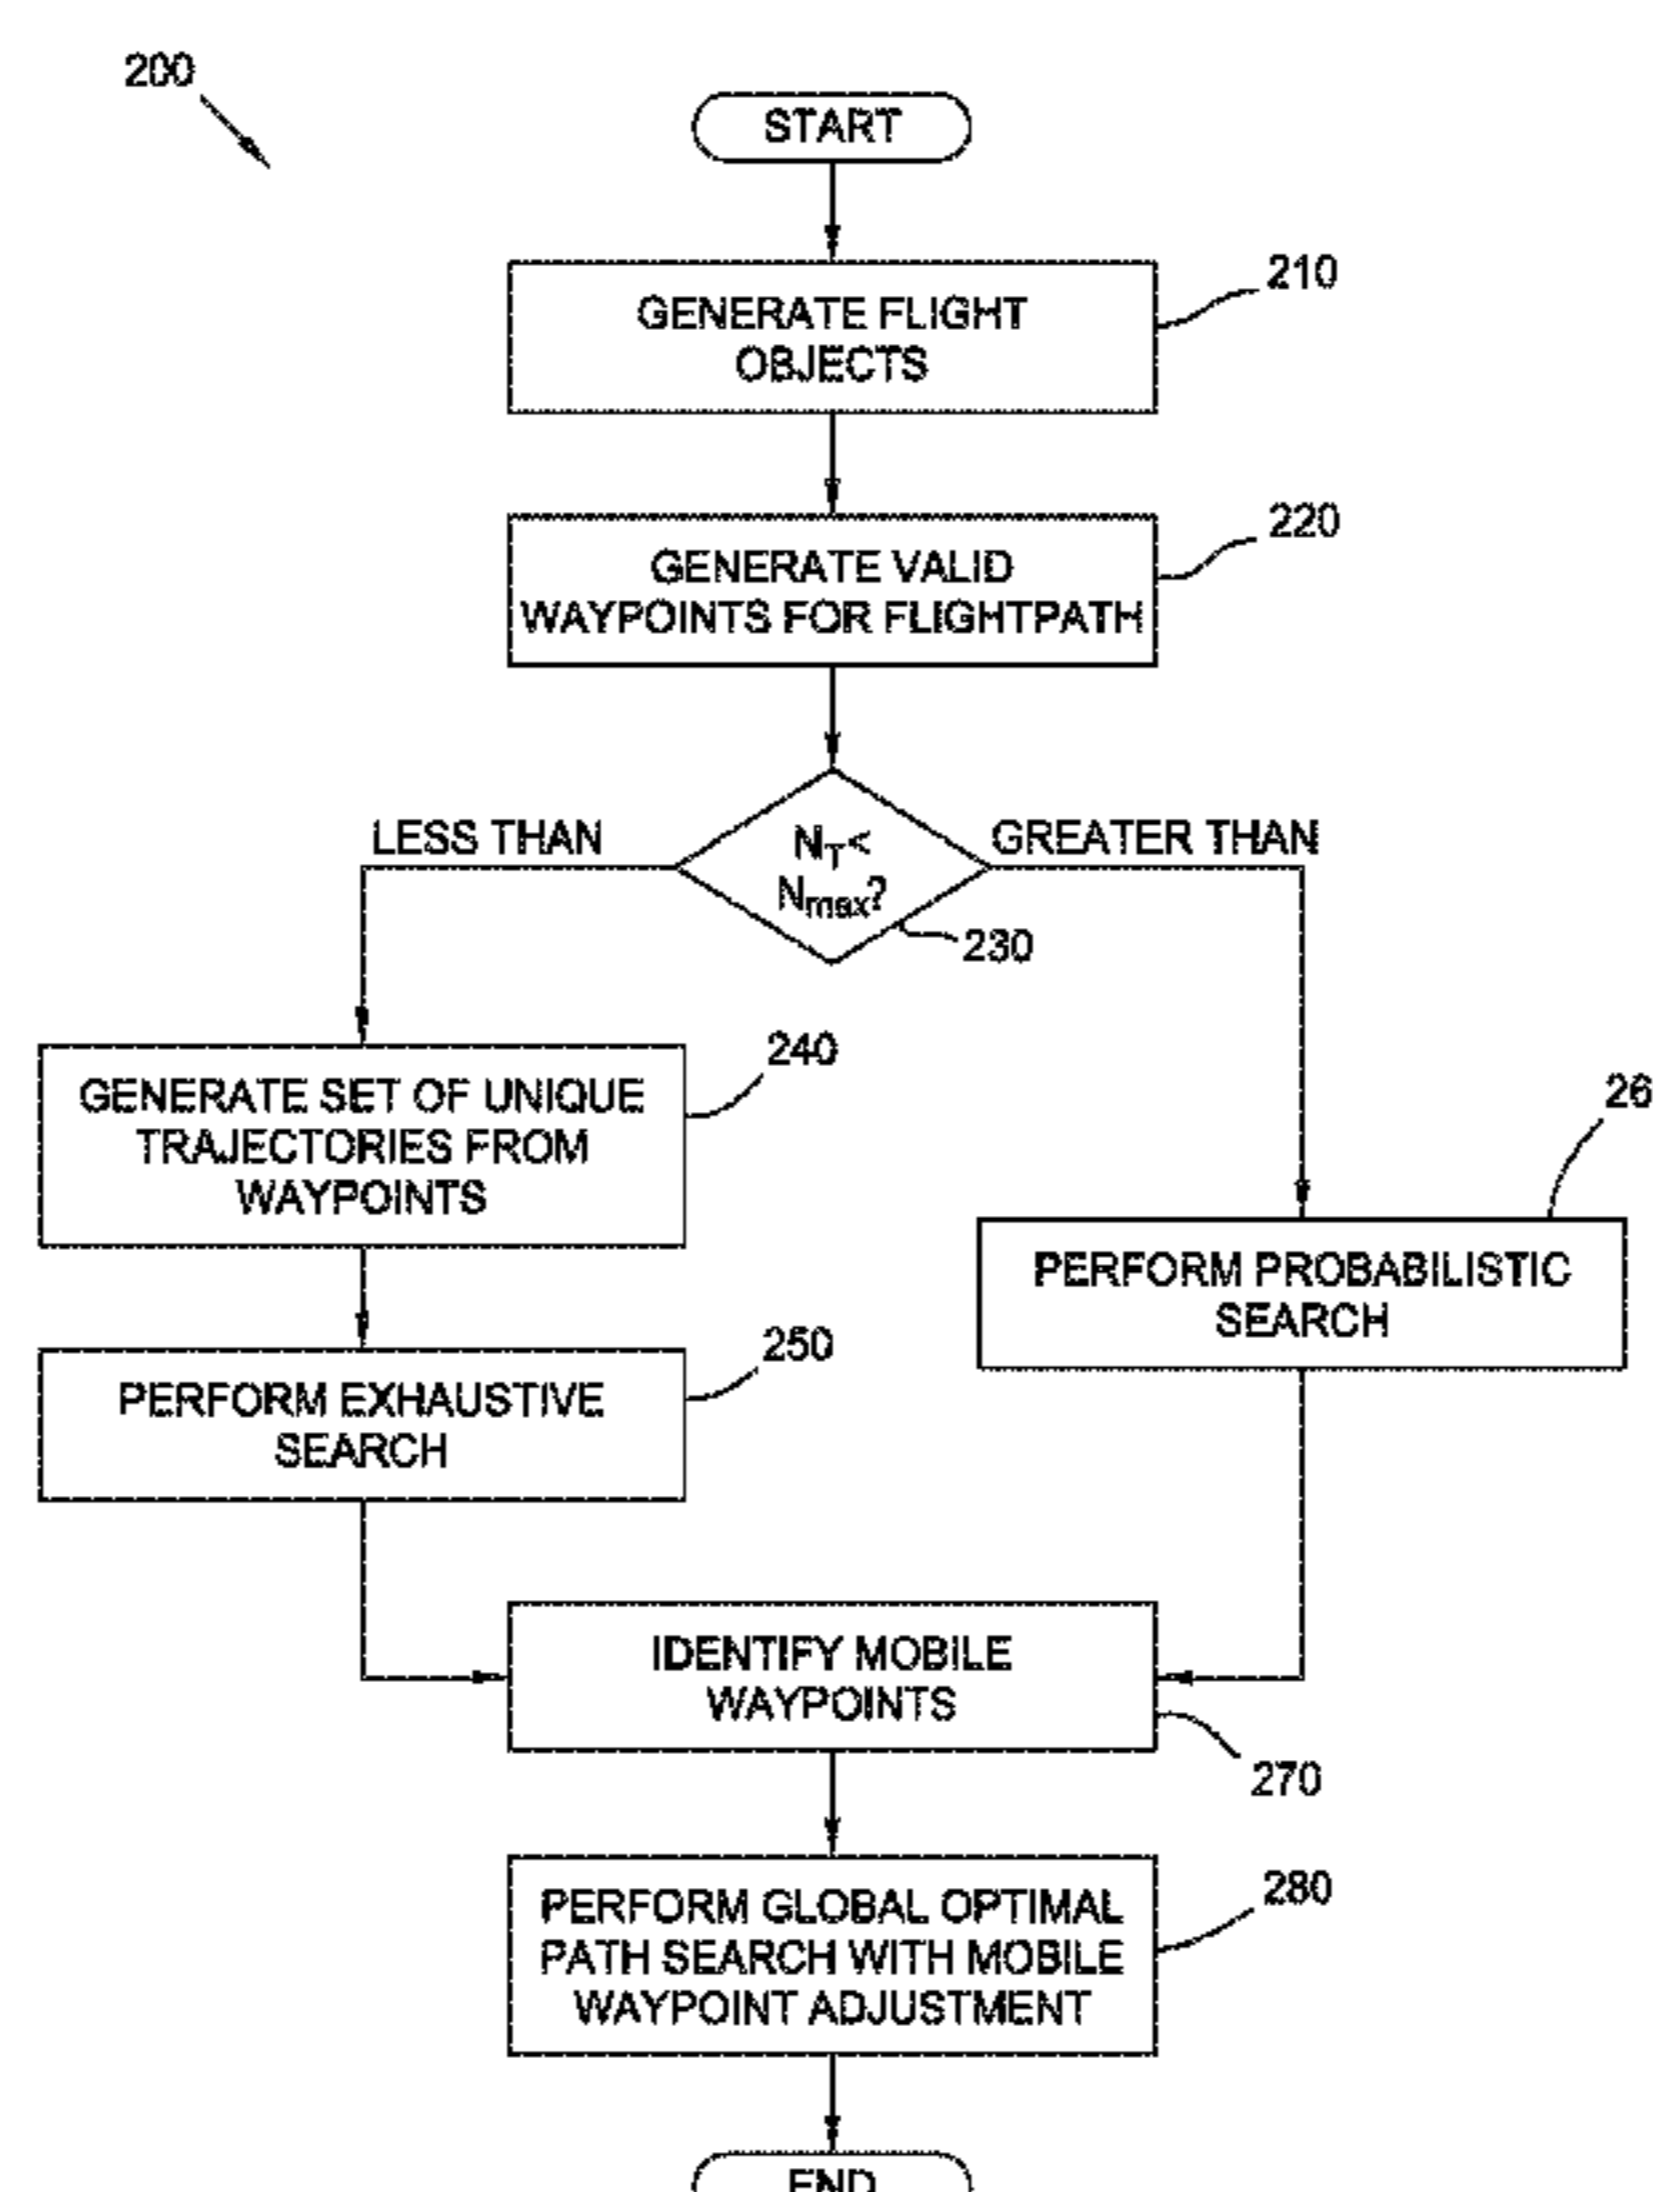 200
START
210
GENERATE FLIGHT
OBJECTS
220
GENERATE VALID
WAYPOINTS FOR FLIGHTPATH
LESS THAN
N_T<
N_max?
GREATER THAN
230
240
GENERATE SET OF UNIQUE
TRAJECTORIES FROM
WAYPOINTS
26
PERFORM PROBABILISTIC
SEARCH
250
PERFORM EXHAUSTIVE
SEARCH
IDENTIFY MOBILE
WAYPOINTS
270
280
PERFORM GLOBAL OPTIMAL
PATH SEARCH WITH MOBILE
WAYPOINT ADJUSTMENT
END